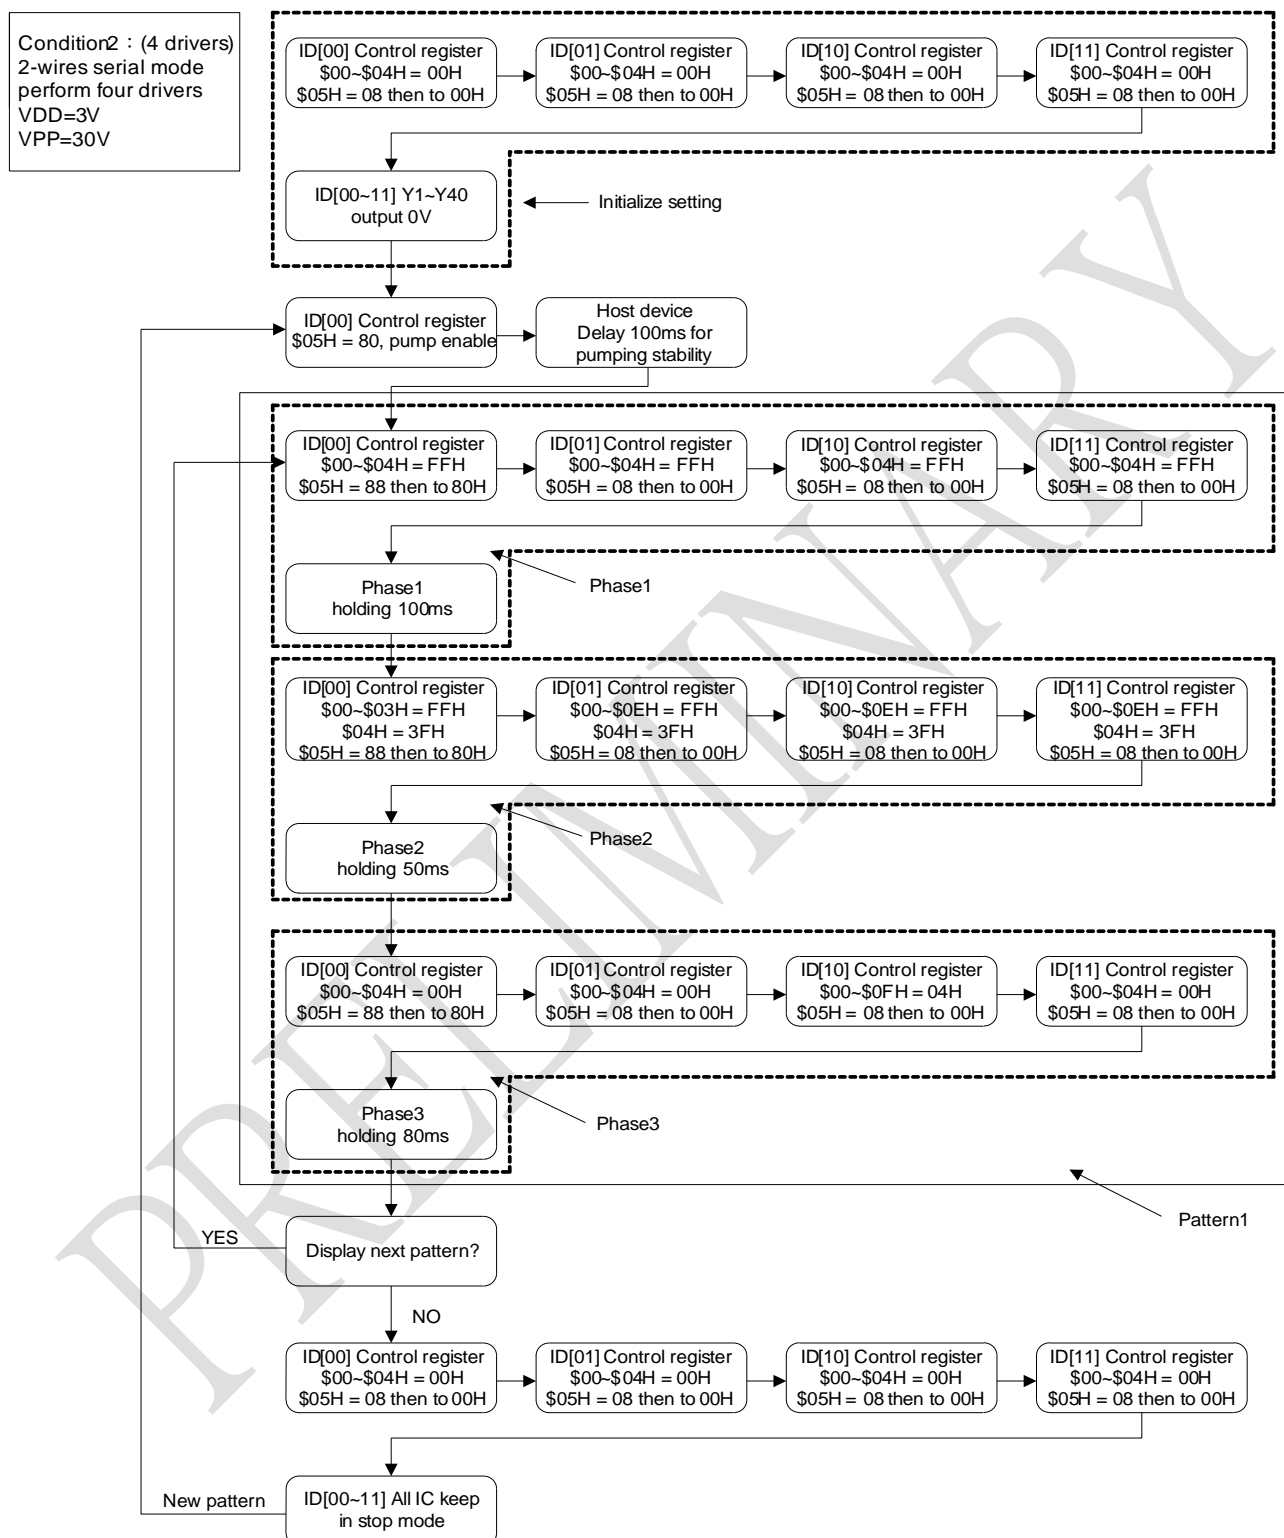 Condition2：(4 drivers)
2-wires serial mode
perform four drivers
VDD=3V
VPP=30V
ID[00] Control register
$00~$04H = 00H
$05H = 08 then to 00H
ID[01] Control register
$00~$04H = 00H
$05H = 08 then to 00H
ID[10] Control register
$00~$04H = 00H
$05H = 08 then to 00H
ID[11] Control register
$00~$04H = 00H
$05H = 08 then to 00H
ID[00~11] Y1~Y40
output 0V
Initialize setting
ID[00] Control register
$05H = 80, pump enable
Host device
Delay 100ms for
pumping stability
ID[00] Control register
$00~$04H = FFH
$05H = 88 then to 80H
ID[01] Control register
$00~$04H = FFH
$05H = 08 then to 00H
ID[10] Control register
$00~$04H = FFH
$05H = 08 then to 00H
ID[11] Control register
$00~$04H = FFH
$05H = 08 then to 00H
Phase1
holding 100ms
Phase1
ID[00] Control register
$00~$03H = FFH
$04H = 3FH
$05H = 88 then to 80H
ID[01] Control register
$00~$0EH = FFH
$04H = 3FH
$05H = 08 then to 00H
ID[10] Control register
$00~$0EH = FFH
$04H = 3FH
$05H = 08 then to 00H
ID[11] Control register
$00~$0EH = FFH
$04H = 3FH
$05H = 08 then to 00H
Phase2
holding 50ms
Phase2
ID[00] Control register
$00~$04H = 00H
$05H = 88 then to 80H
ID[01] Control register
$00~$04H = 00H
$05H = 08 then to 00H
ID[10] Control register
$00~$0FH = 04H
$05H = 08 then to 00H
ID[11] Control register
$00~$04H = 00H
$05H = 08 then to 00H
Phase3
holding 80ms
Phase3
Pattern1
YES
Display next pattern?
NO
ID[00] Control register
$00~$04H = 00H
$05H = 08 then to 00H
ID[01] Control register
$00~$04H = 00H
$05H = 08 then to 00H
ID[10] Control register
$00~$04H = 00H
$05H = 08 then to 00H
ID[11] Control register
$00~$04H = 00H
$05H = 08 then to 00H
New pattern
ID[00~11] All IC keep
in stop mode
PRELIMINARY